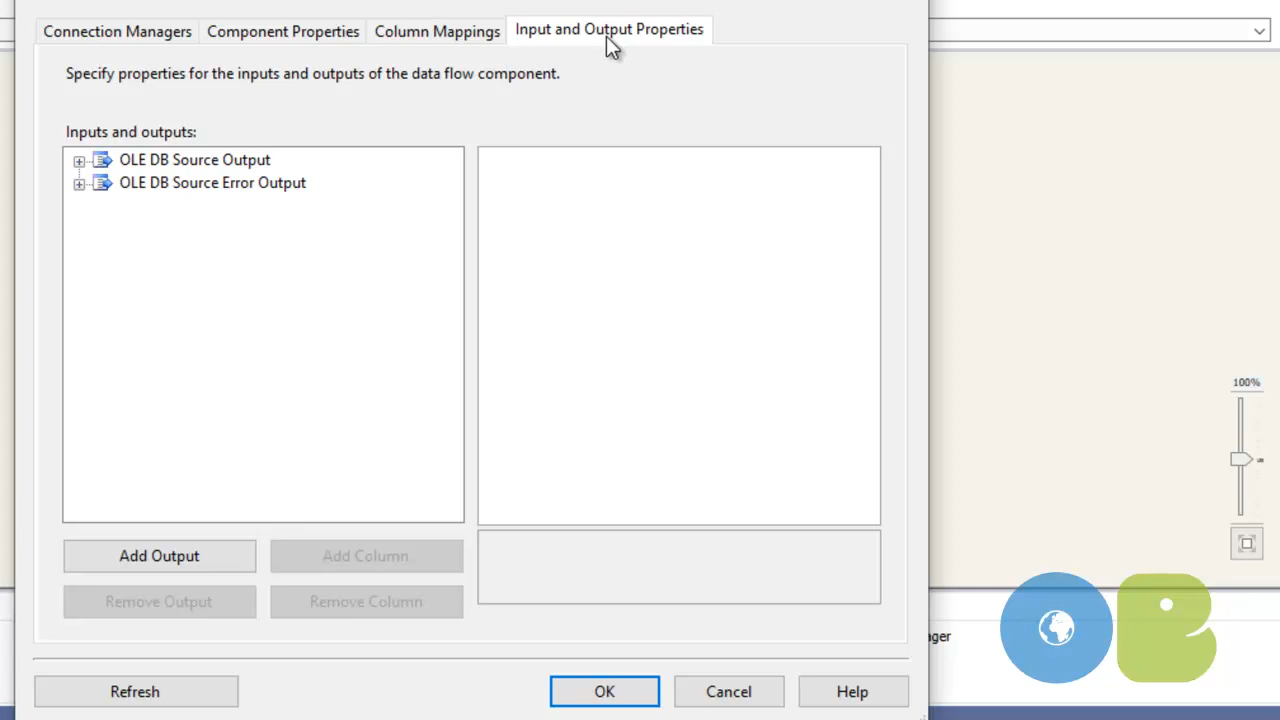 Connection Managers Component Properties Column Mappings Input and Output Properties
Specify properties for the inputs and outputs of the data flow component.
Inputs and outputs:
OLE DB Source Output
OLE DB Source Error Output
100%
Add Output Add Column
Remove Output Remove Column
ager
Refresh OK Cancel Help